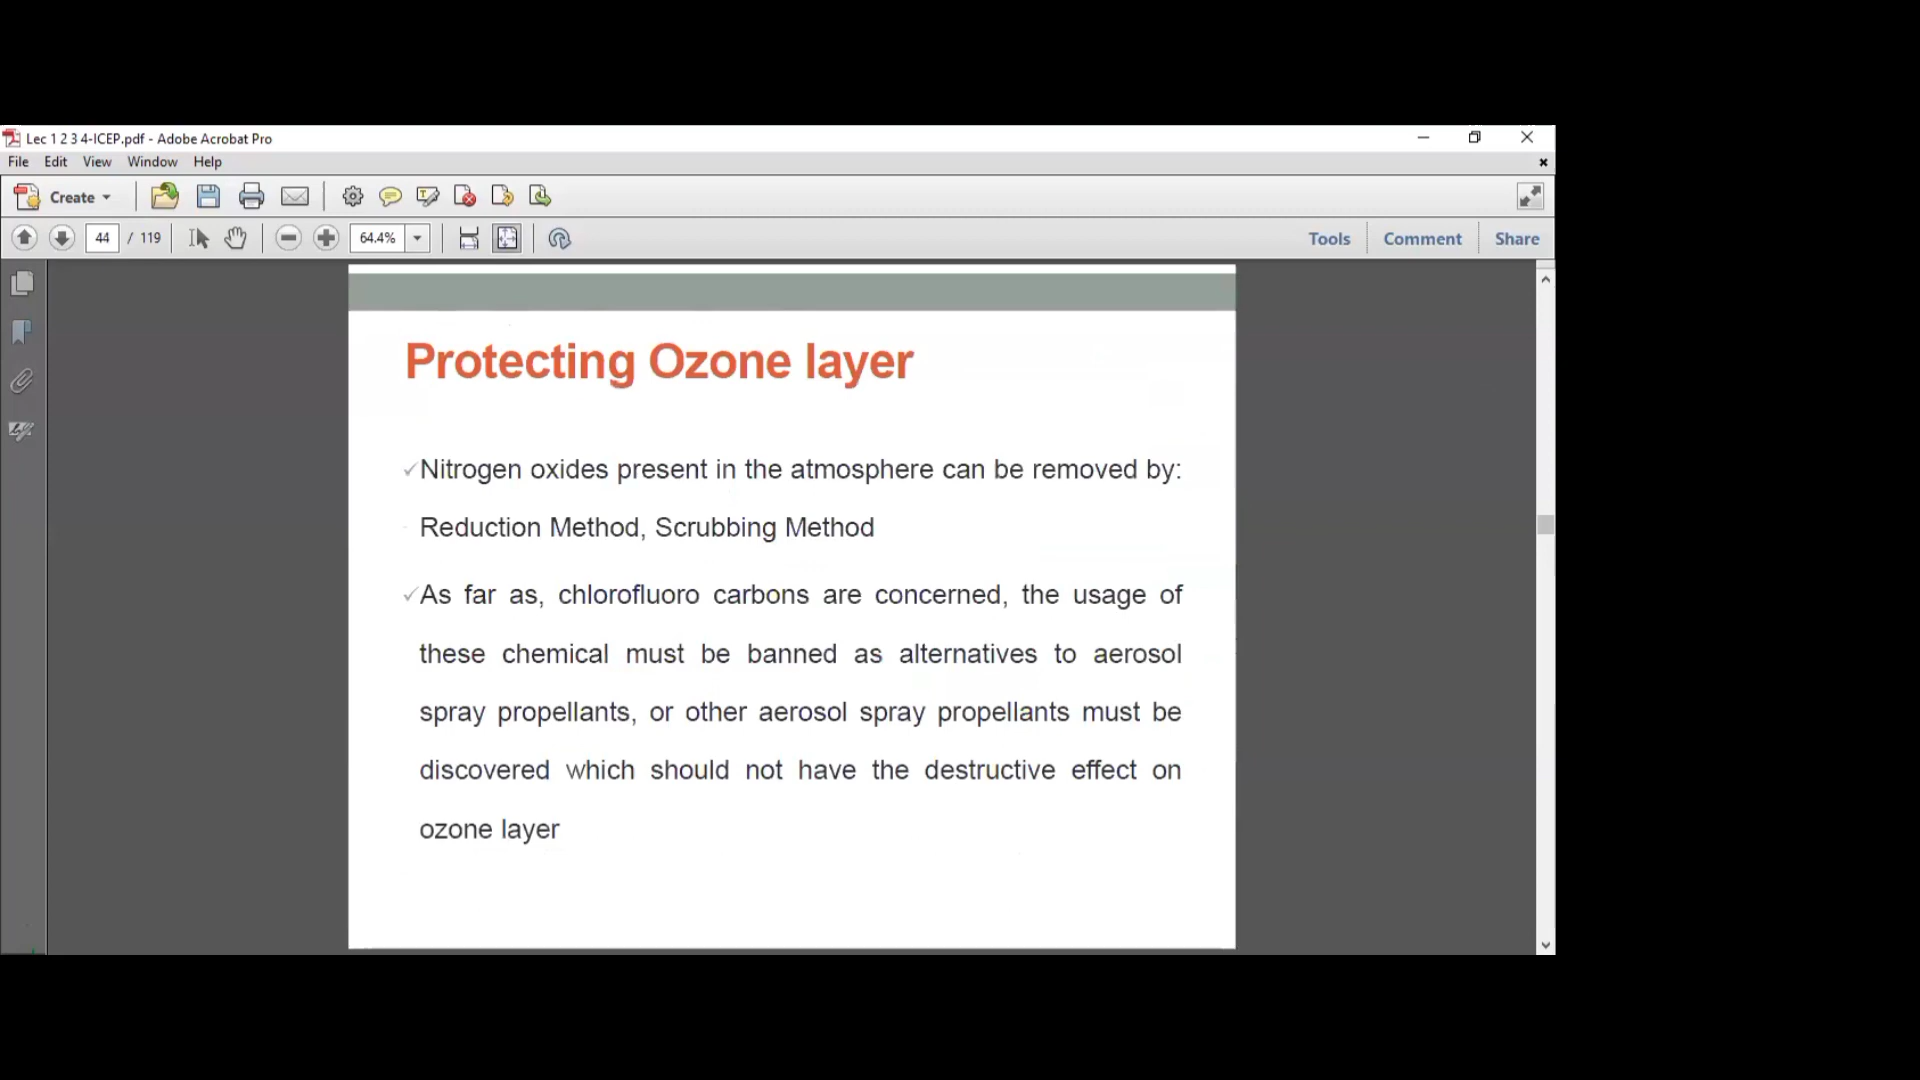 Lec 1 2 3 4-ICEP.pdf - Adobe Acrobat Pro
File Edit View Window Help
Create
44 / 119 64.4% Tools Comment Share
Protecting Ozone layer
✓Nitrogen oxides present in the atmosphere can be removed by:
Reduction Method, Scrubbing Method
✓As far as, chlorofluoro carbons are concerned, the usage of
these chemical must be banned as alternatives to aerosol
spray propellants, or other aerosol spray propellants must be
discovered which should not have the destructive effect on
ozone layer